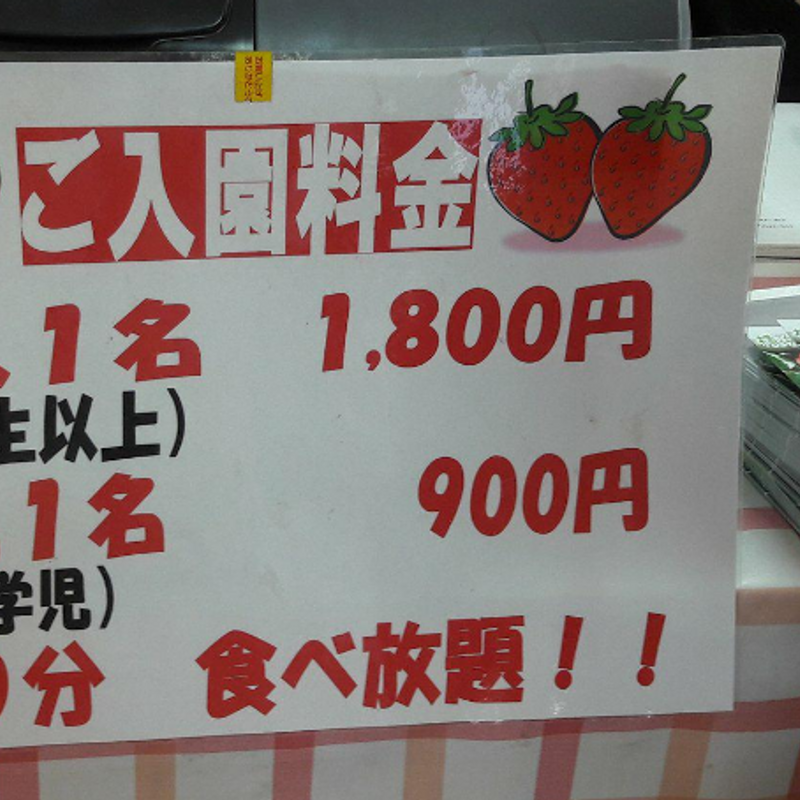 ご入園料金
1名 1,800円
生以上)
1名 900円
学児)
0分 食べ放題!!